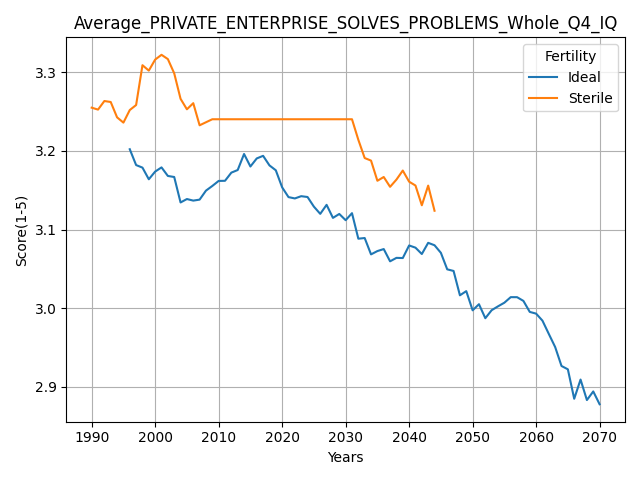 Average_PRIVATE_ENTERPRISE_SOLVES_PROBLEMS_Whole_Q4_IQ
Fertility
Ideal
Sterile
Score(1-5)
3.3
3.2
3.1
3.0
2.9
1990 2000 2010 2020 2030 2040 2050 2060 2070
Years